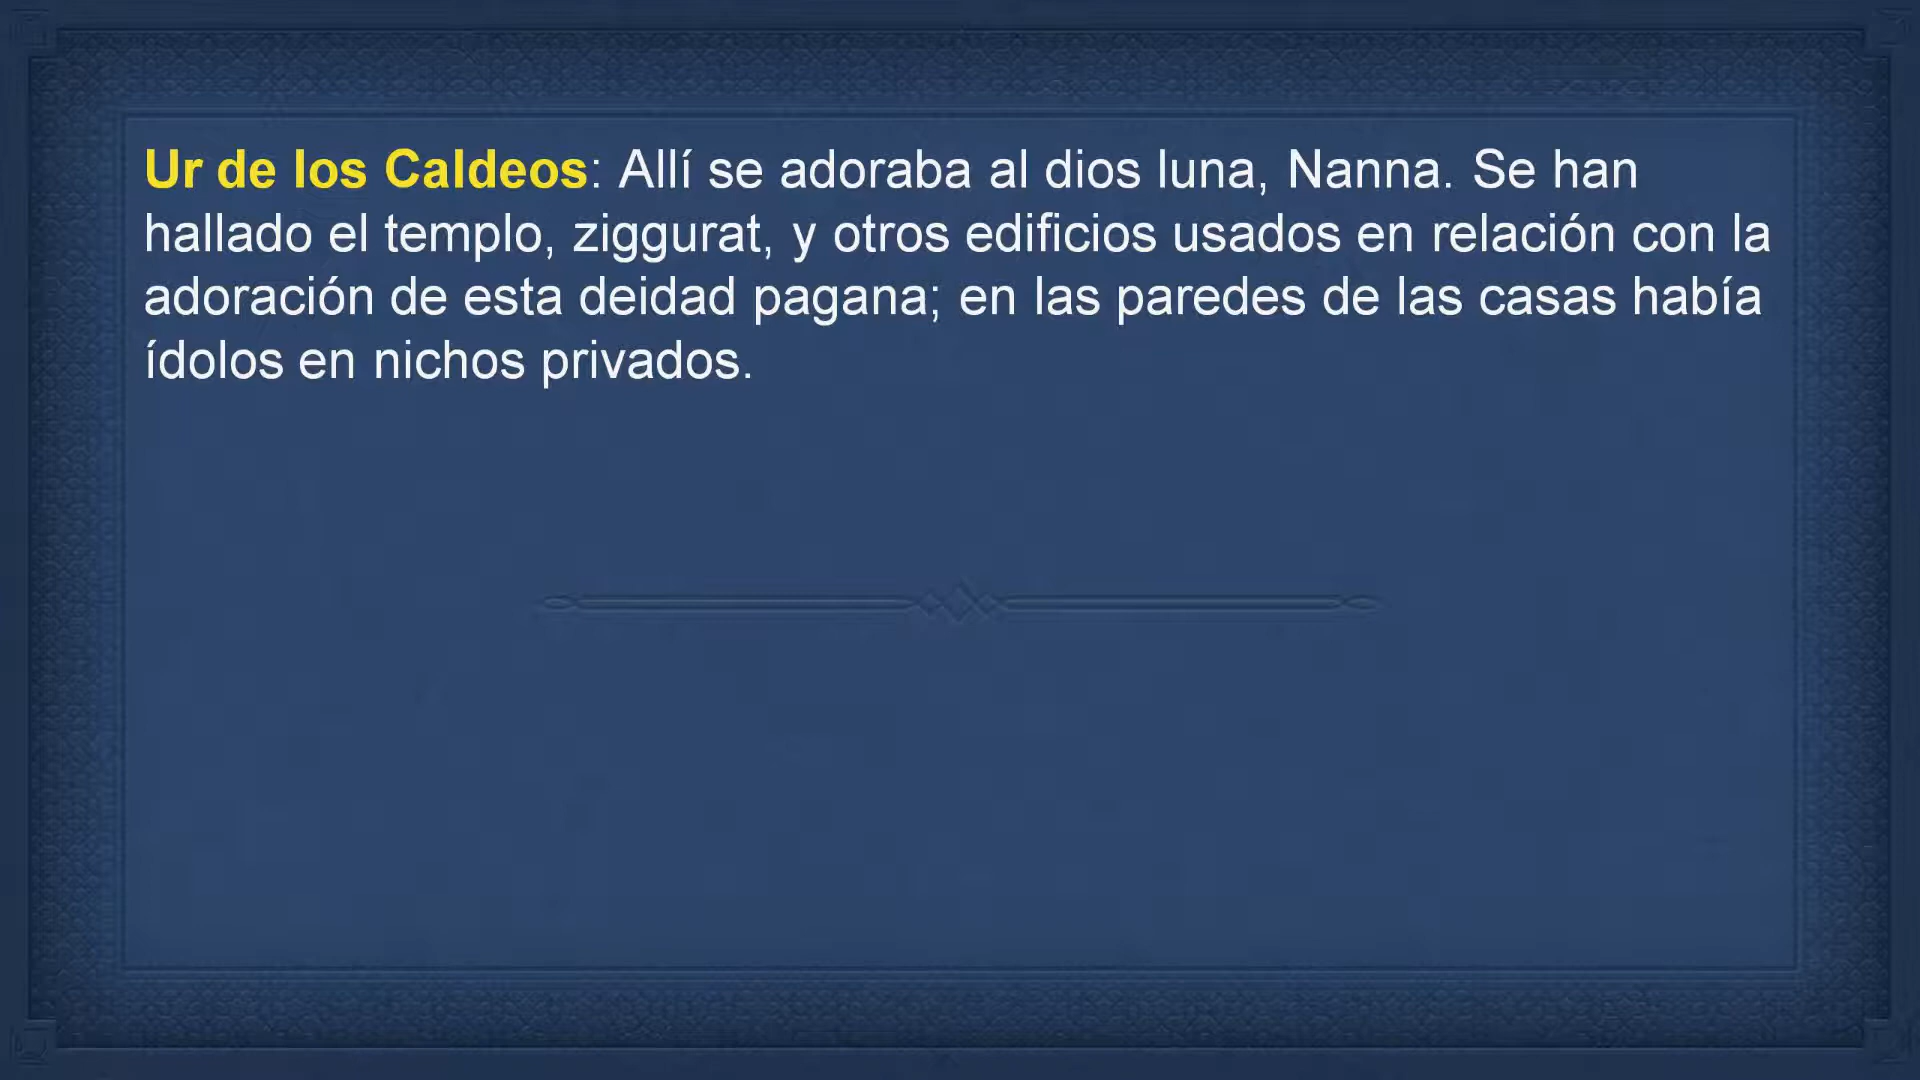 Ur de los Caldeos: Allí se adoraba al dios luna, Nanna. Se han
hallado el templo, ziggurat, y otros edificios usados en relación con la
adoración de esta deidad pagana; en las paredes de las casas había
ídolos en nichos privados.